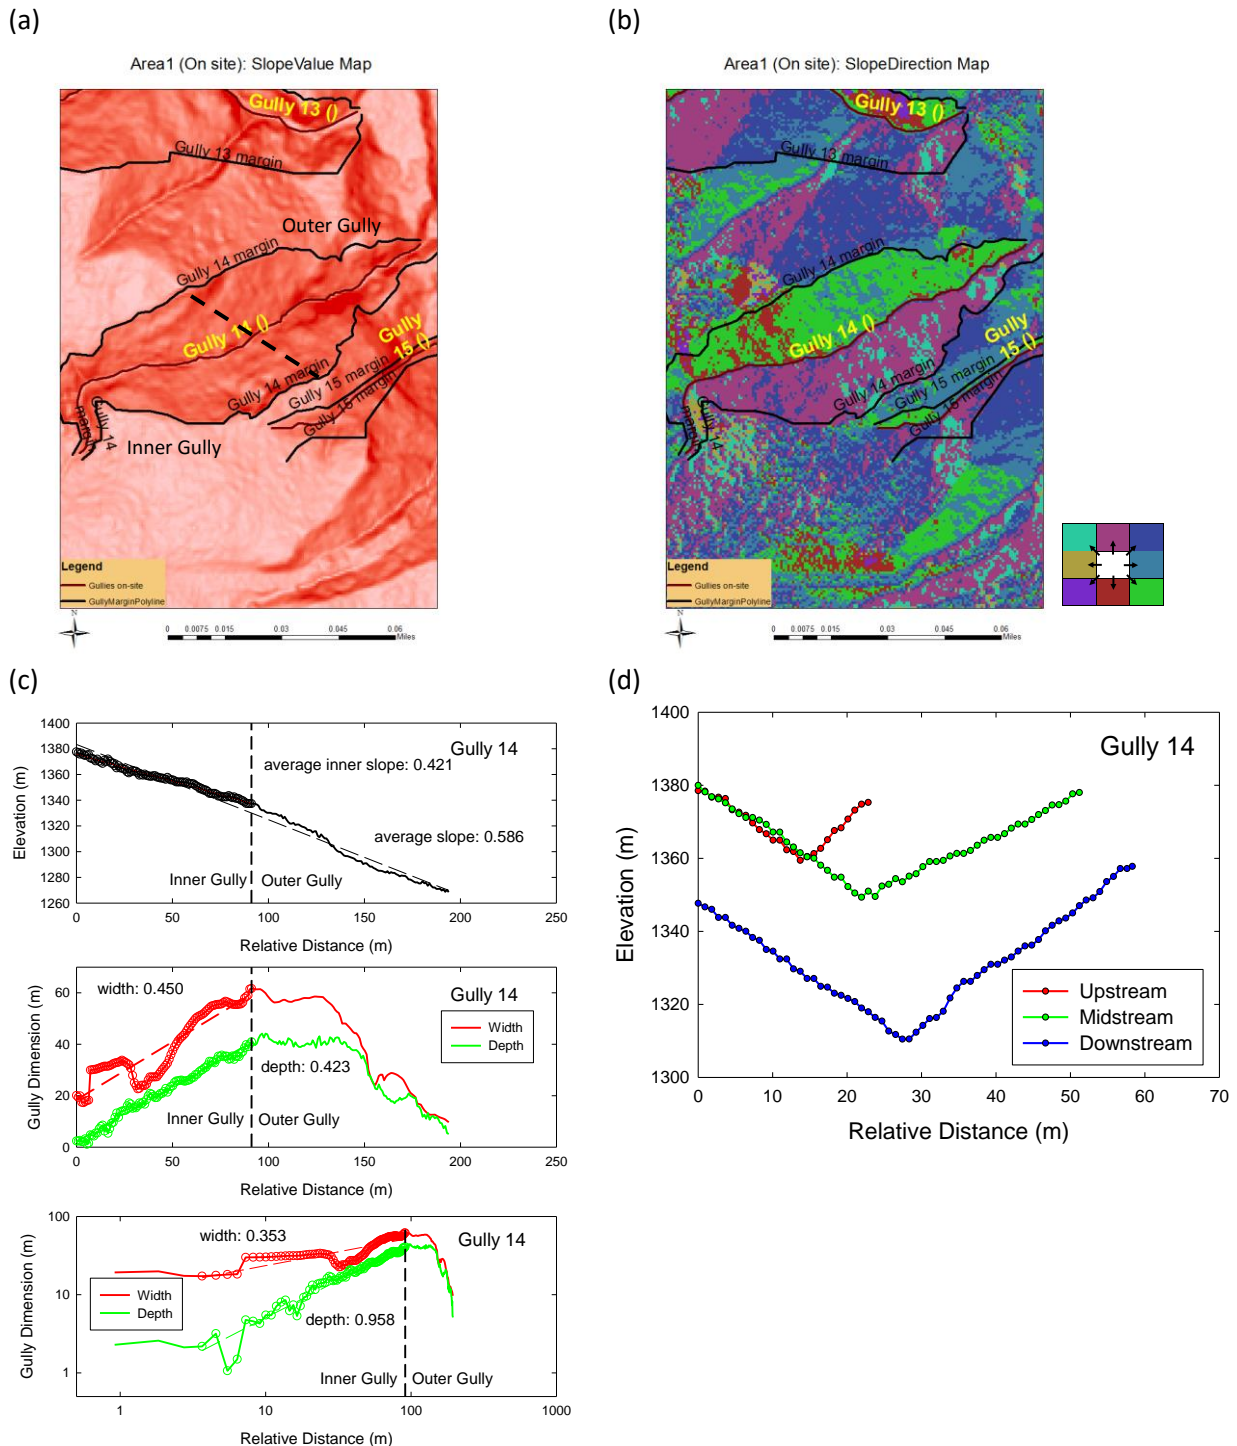 (a)
(b)
Area1 (On site): SlopeValue Map
Area1 (On site): SlopeDirection Map
Gully 13 ()
Gully 13 margin
Outer Gully
Gully 14 margin
Gully 14 ()
Gully 15 ()
Gully 14 margin
Gully 15 margin
Gully 15 margin
Gully 14 margin
Inner Gully
Legend
Gullies on-site
GullyMarginPolyline
N
0 0.0075 0.015 0.03 0.045 0.06
Miles
Gully 13 ()
Gully 13 margin
Gully 14 margin
Gully 14 ()
Gully 15 ()
Gully 14 margin
Gully 15 margin
Gully 15 margin
Gully 14 margin
Legend
Gullies on-site
GullyMarginPolyline
N
0 0.0075 0.015 0.03 0.045 0.06
Miles
(c)
(d)
1400
1380
1360
1340
1320
1300
1280
1260
Elevation (m)
Gully 14
average inner slope: 0.421
average slope: 0.586
Inner Gully
Outer Gully
0 50 100 150 200 250
Relative Distance (m)
60
40
20
0
Gully Dimension (m)
width: 0.450
Gully 14
Width
Depth
depth: 0.423
Inner Gully
Outer Gully
0 50 100 150 200 250
Relative Distance (m)
100
10
1
Gully Dimension (m)
width: 0.353
Gully 14
Width
Depth
depth: 0.958
Inner Gully
Outer Gully
1 10 100 1000
Relative Distance (m)
1400
1380
1360
1340
1320
1300
Elevation (m)
Gully 14
Upstream
Midstream
Downstream
0 10 20 30 40 50 60 70
Relative Distance (m)